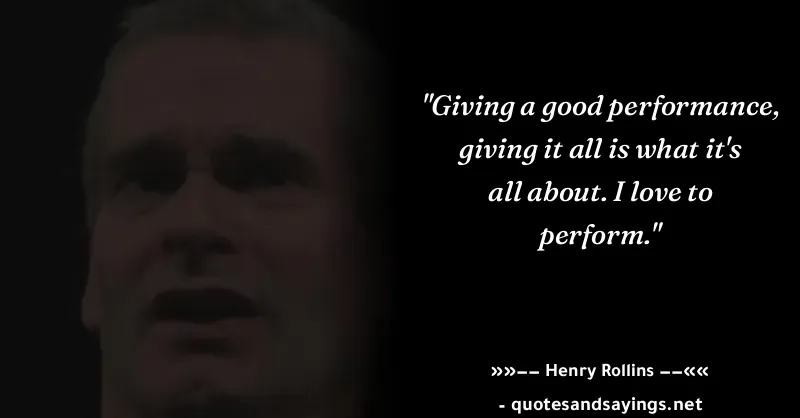 "Giving a good performance,
giving it all is what it's
all about. I love to
perform."
»»–– Henry Rollins ––««
- quotesandsayings.net